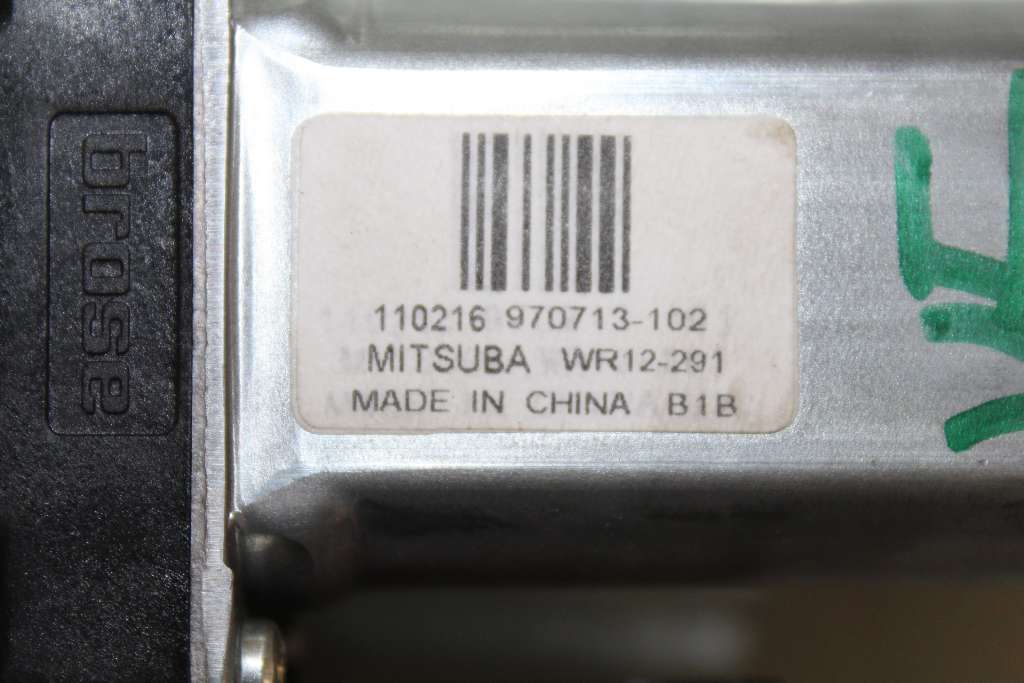 brose
110216 970713-102
MITSUBA WR12-291
MADE IN CHINA B1B